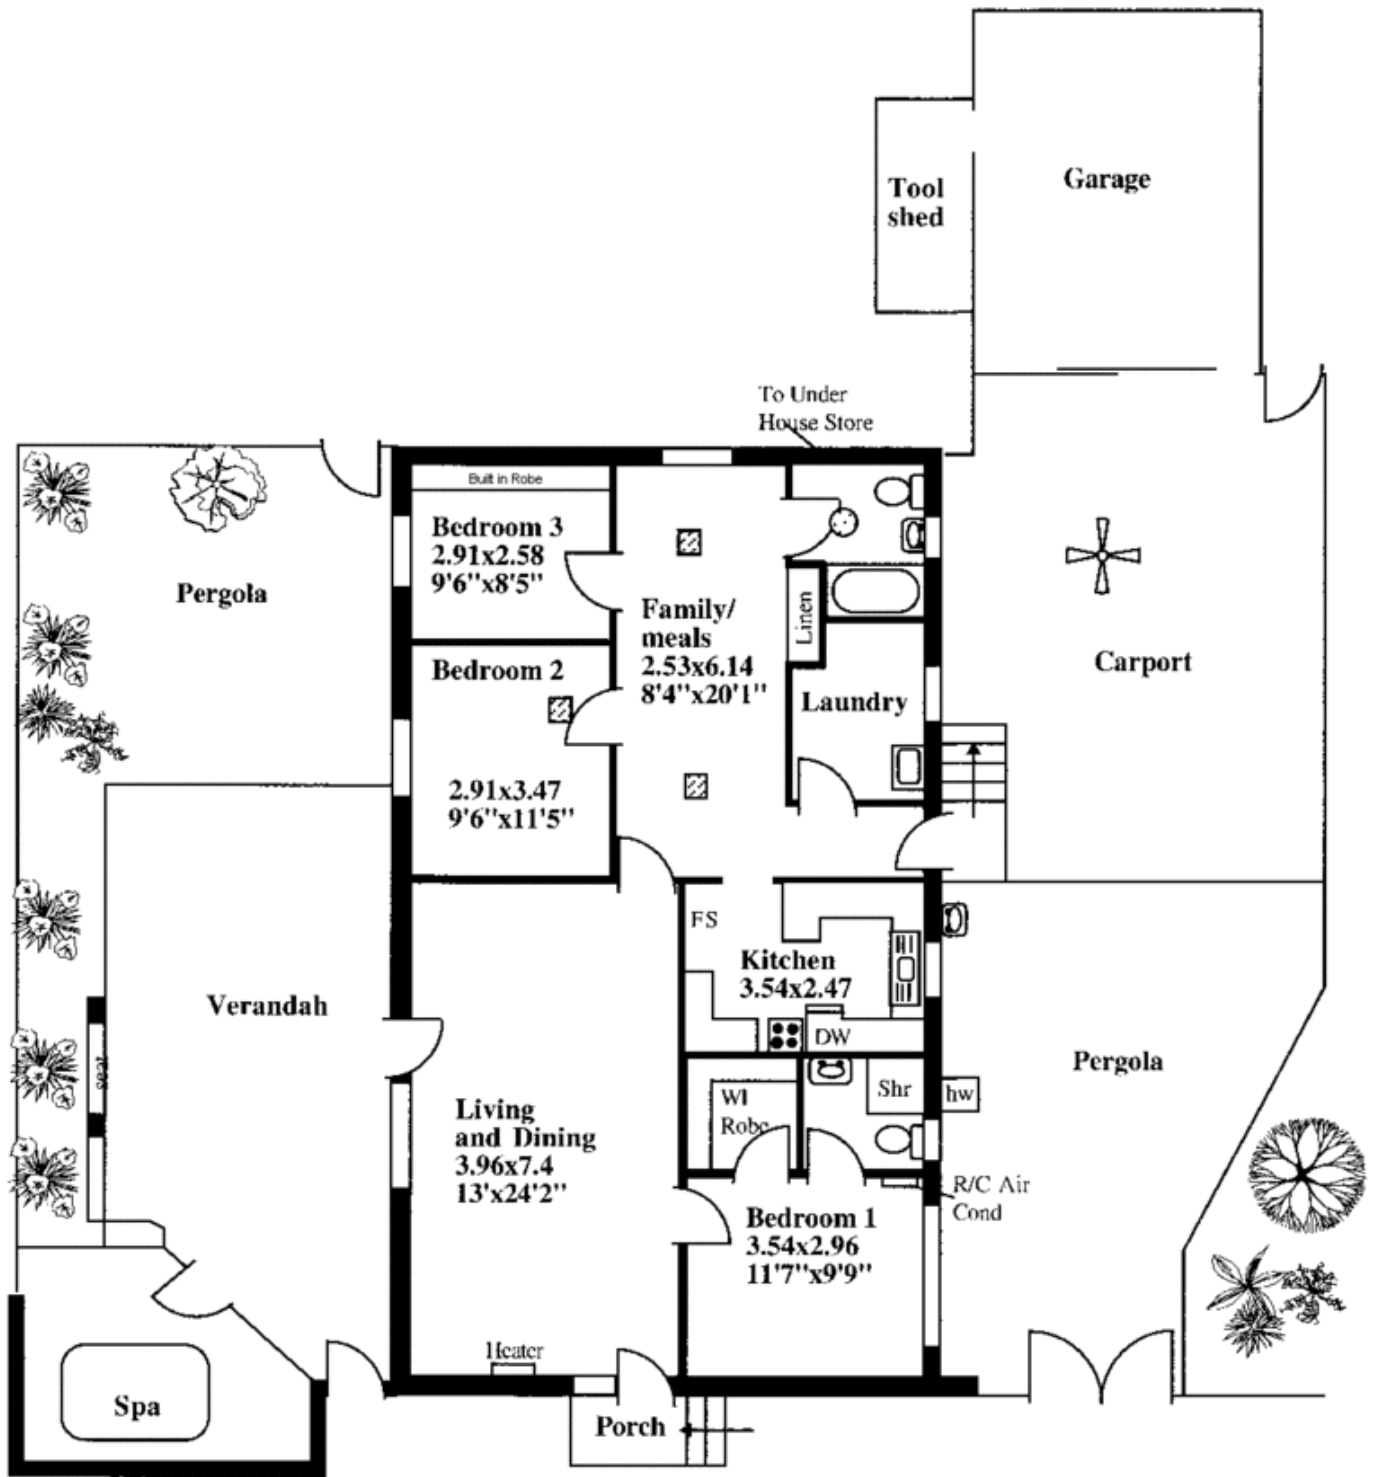 Garage
Tool
shed
To Under
House Store
Built in Robe
Bedroom 3
2.91x2.58
9'6"x8'5"
Pergola
Family/
meals
2.53x6.14
8'4"x20'1"
Linen
Carport
Bedroom 2
2.91x3.47
9'6"x11'5"
Laundry
FS
Kitchen
3.54x2.47
DW
Verandah
seat
Pergola
WI
Robe
Shr
hw
Living
and Dining
3.96x7.4
13'x24'2"
R/C Air
Cond
Bedroom 1
3.54x2.96
11'7"x9'9"
Heater
Spa
Porch